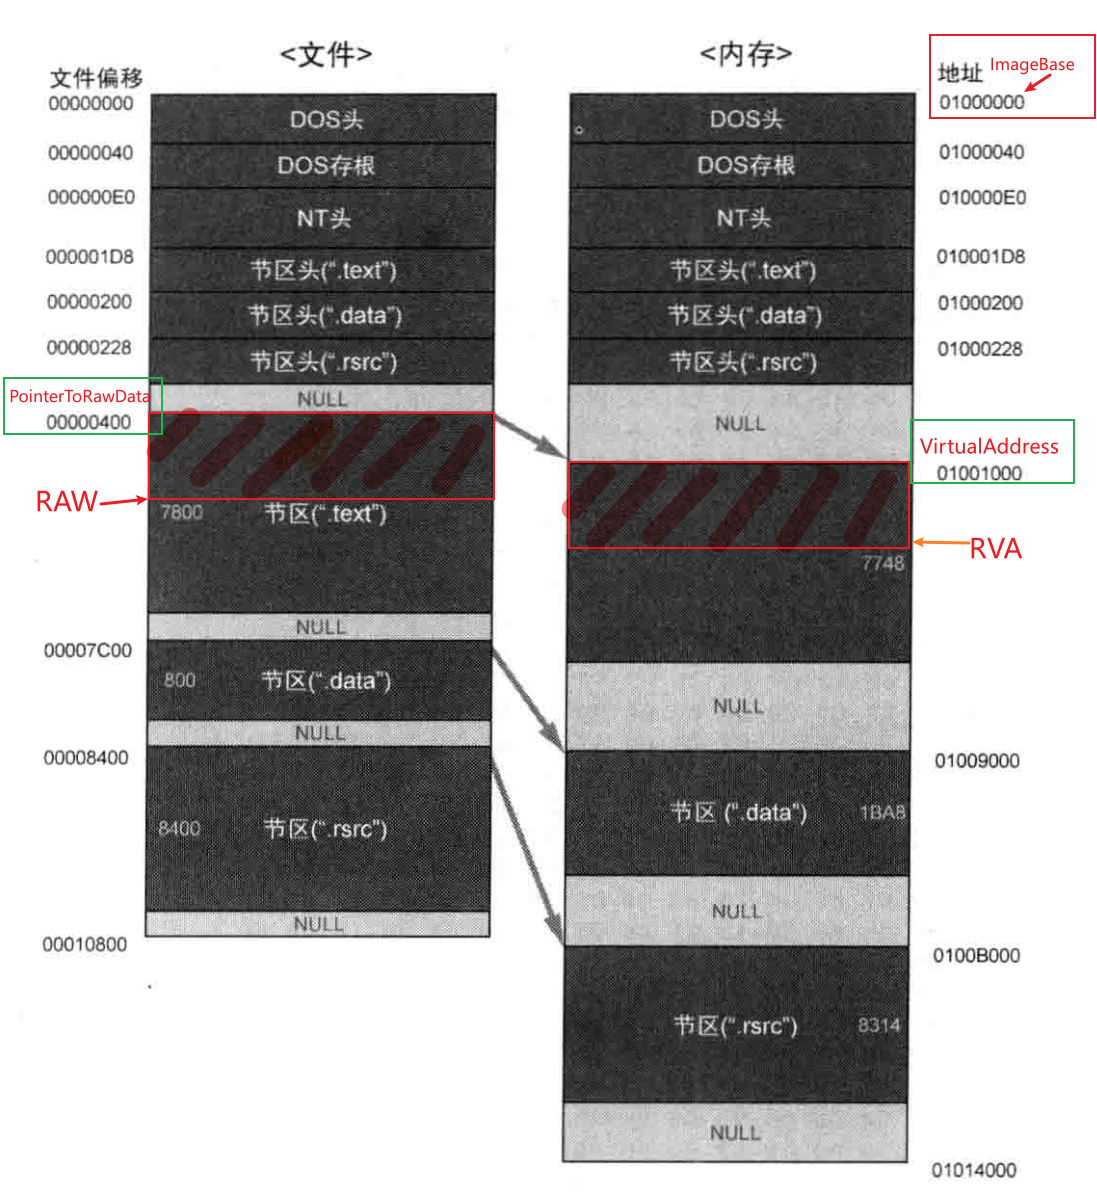 <文件>
<内存>
文件偏移
地址 ImageBase
00000000
DOS头
DOS头
01000000
00000040
DOS存根
DOS存根
01000040
000000E0
NT头
NT头
010000E0
000001D8
节区头(“.text”)
节区头(“.text”)
010001D8
00000200
节区头(“.data”)
节区头(“.data”)
01000200
00000228
节区头(“.rsrc”)
节区头(“.rsrc”)
01000228
PointerToRawData
NULL
NULL
00000400
VirtualAddress
01001000
RAW
7800 节区(“.text”)
RVA
7748
NULL
00007C00
800 节区(“.data”)
NULL
NULL
00008400
01009000
8400 节区(“.rsrc”)
节区 (“.data”) 1BA8
NULL
NULL
00010800
0100B000
节区(“.rsrc”) 8314
NULL
01014000